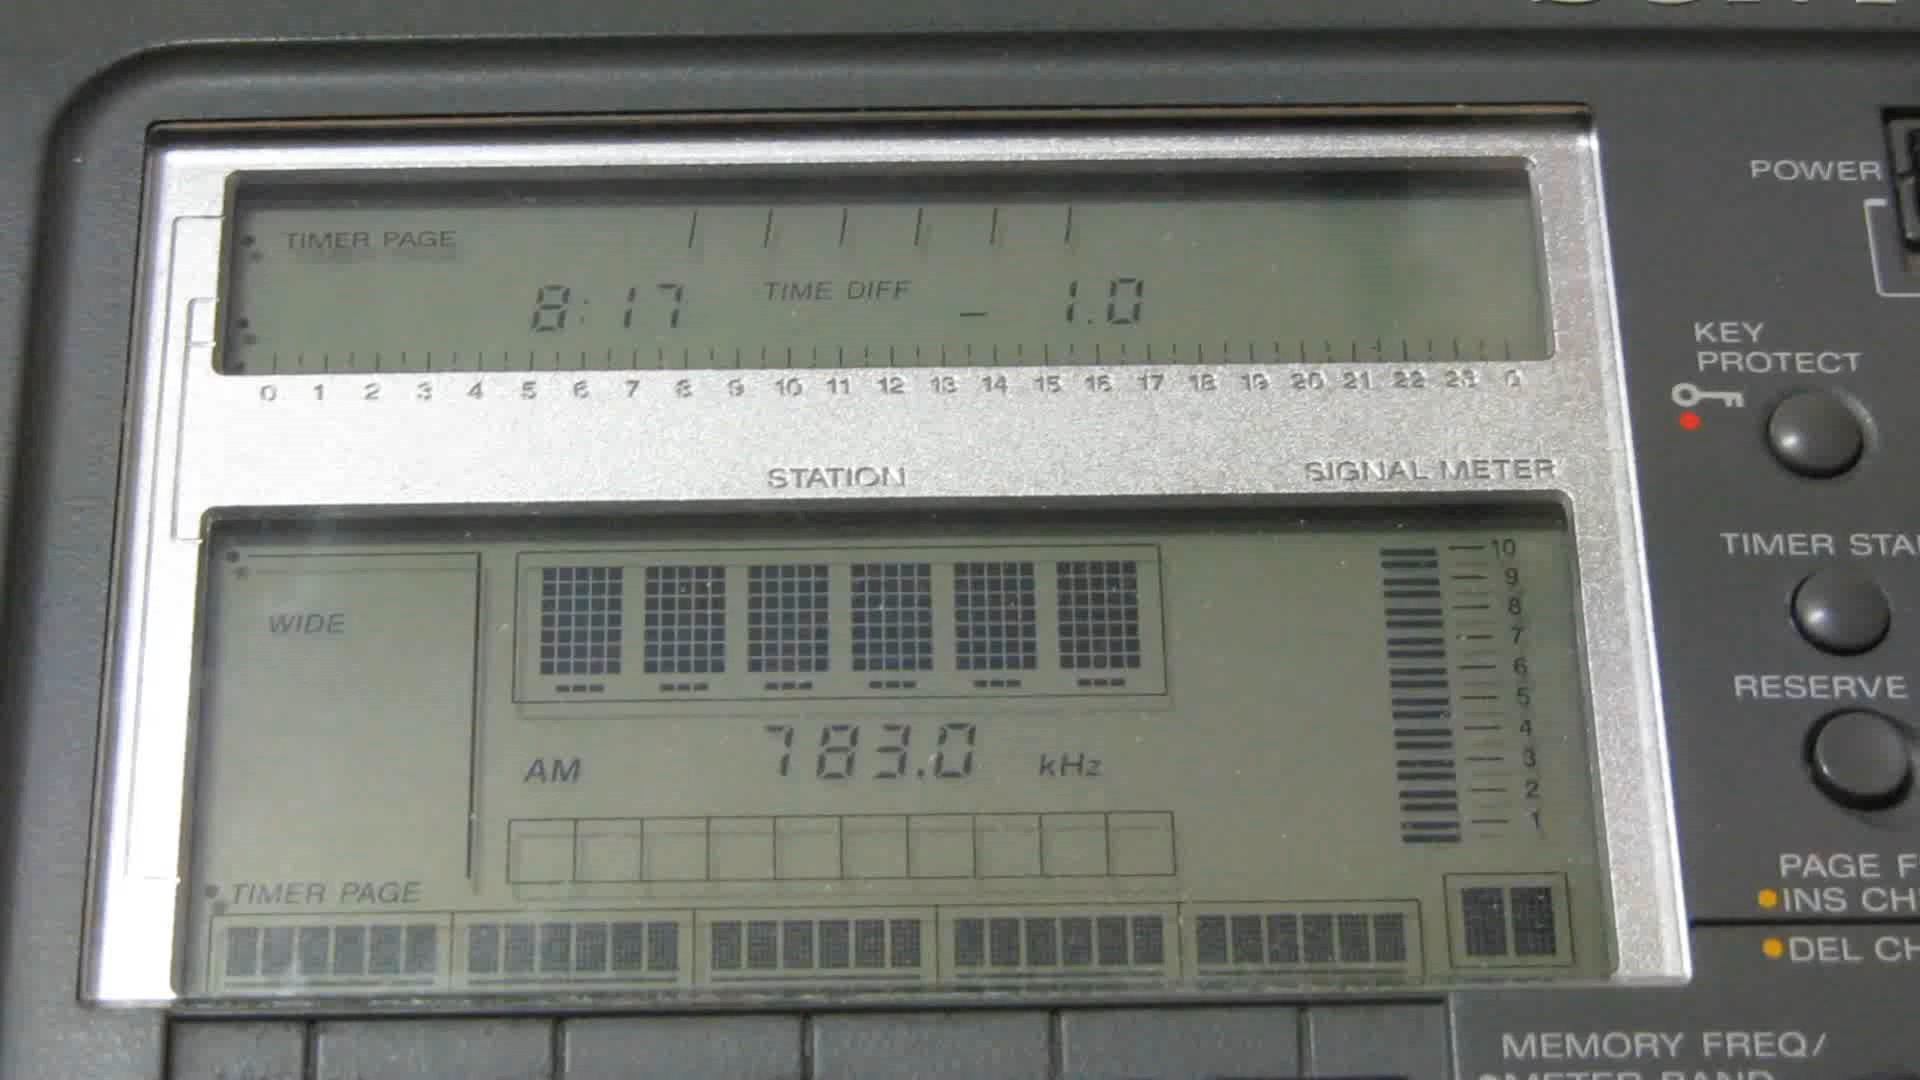 TIMER PAGE
8:17 TIME DIFF - 1.0
0 1 2 3 4 5 6 7 8 9 10 11 12 13 14 15 16 17 18 19 20 21 22 23 0
STATION SIGNAL METER
WIDE
10
9
8
7
6
5
4
3
2
1
AM 783.0 kHz
TIMER PAGE
POWER
KEY
PROTECT
TIMER STA
RESERVE
PAGE F
INS CH
DEL CH
MEMORY FREQ/
METER BAND